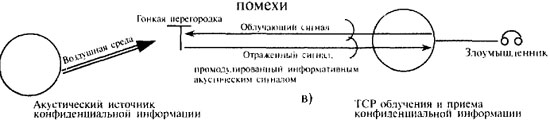 помехи
Тонкая перегородка
Облучающий сигнал
Воздушная среда
Отраженный сигнал,
промодулированный информативным
акустическим сигналом
Злоумышленник
в)
Акустический источник
конфиденциальной информации
ТСР облучения и приема
конфиденциальной информации